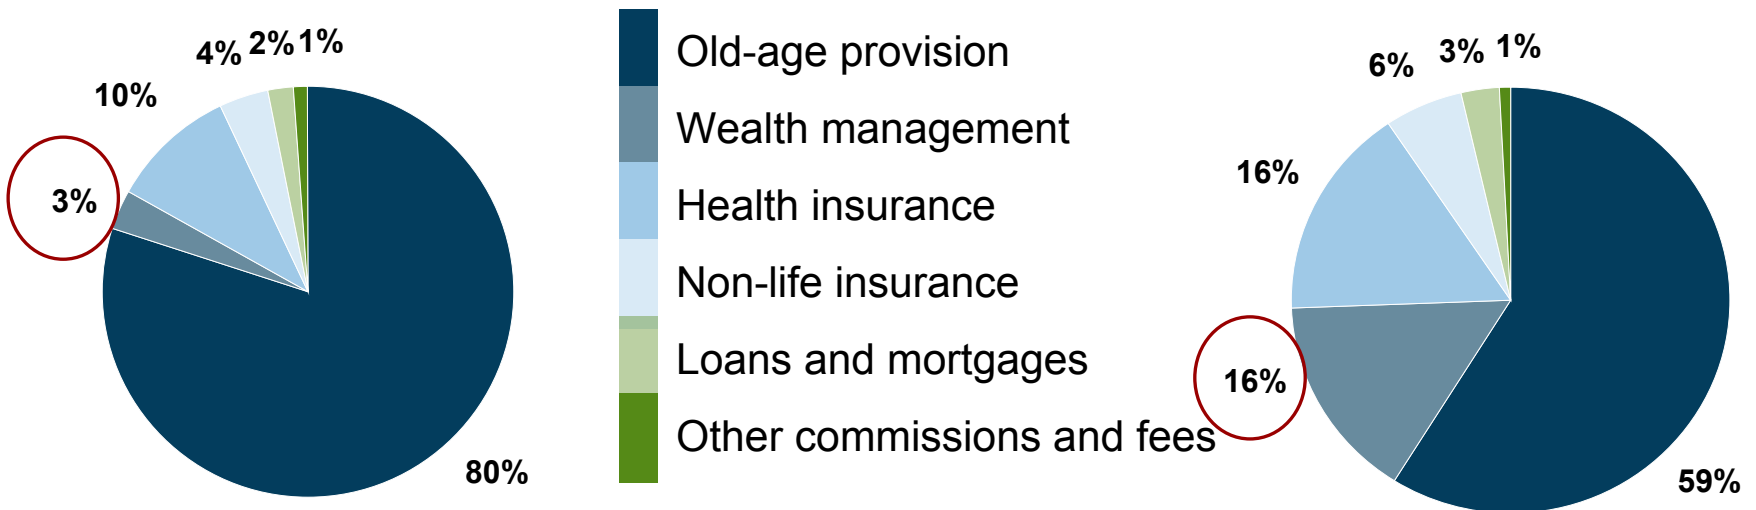 4% 2% 1%
10%
3%
80%
Old-age provision
Wealth management
Health insurance
Non-life insurance
Loans and mortgages
Other commissions and fees
6% 3% 1%
16%
16%
59%